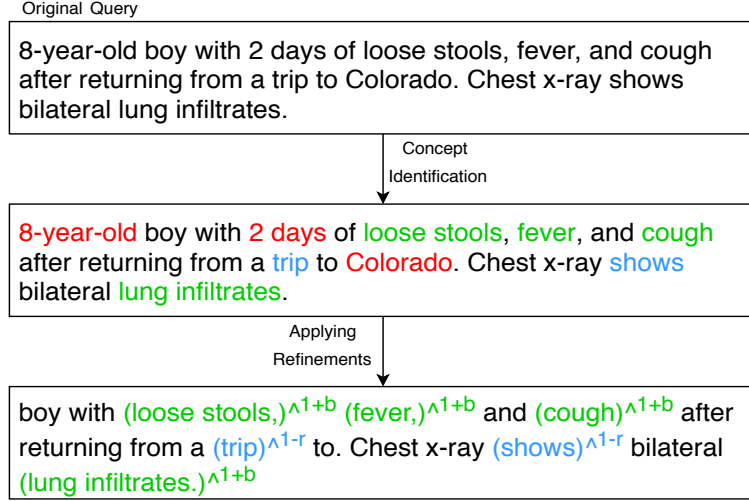 Original Query
8-year-old boy with 2 days of loose stools, fever, and cough
after returning from a trip to Colorado. Chest x-ray shows
bilateral lung infiltrates.
Concept
Identification
8-year-old boy with 2 days of loose stools, fever, and cough
after returning from a trip to Colorado. Chest x-ray shows
bilateral lung infiltrates.
Applying
Refinements
boy with (loose stools,)^1+b (fever,)^1+b and (cough)^1+b after
returning from a (trip)^1-r to. Chest x-ray (shows)^1-r bilateral
(lung infiltrates.)^1+b